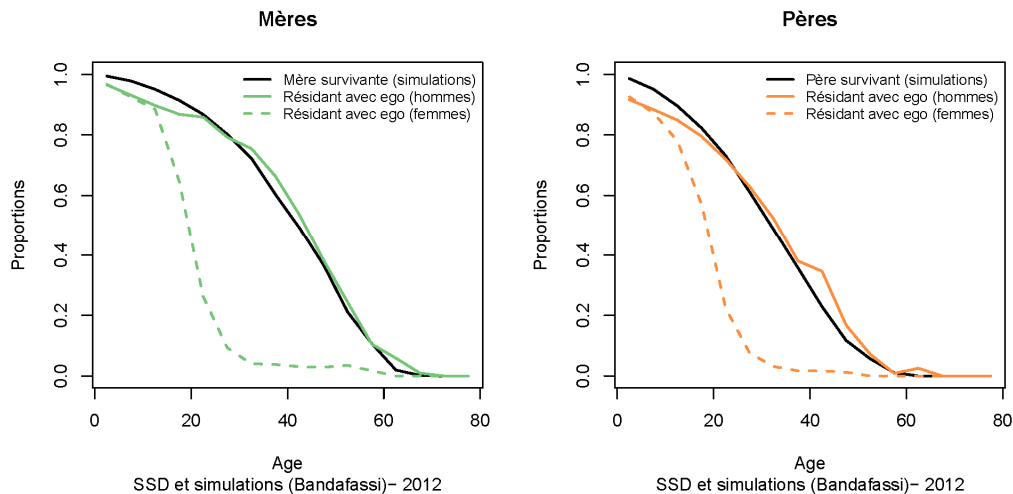 Mères
Proportions
0.0
0.2
0.4
0.6
0.8
1.0
Mère survivante (simulations)
Résidant avec ego (hommes)
Résidant avec ego (femmes)
0
20
40
60
80
Age
SSD et simulations (Bandafassi)− 2012
Pères
Proportions
0.0
0.2
0.4
0.6
0.8
1.0
Père survivant (simulations)
Résidant avec ego (hommes)
Résidant avec ego (femmes)
0
20
40
60
80
Age
SSD et simulations (Bandafassi)− 2012